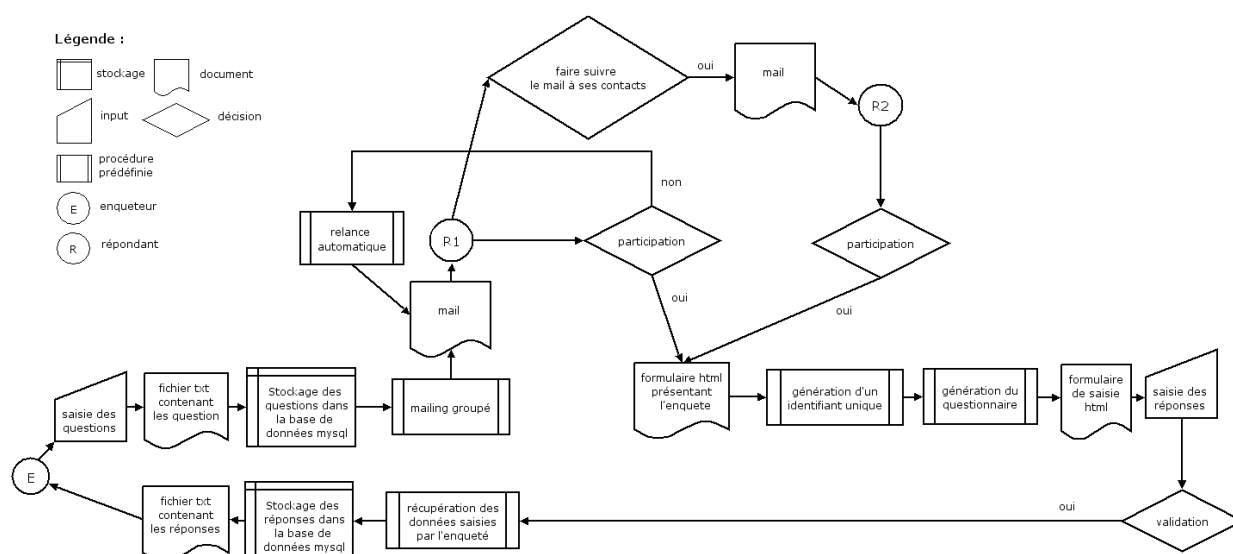 Légende :
stockage
document
input
décision
procédure
prédéfinie
E
enqueteur
R
répondant
faire suivre
le mail à ses contacts
oui
mail
R2
non
relance
automatique
R1
participation
participation
mail
oui
oui
saisie des
questions
fichier txt
contenant
les question
Stockage des
questions dans
la base de
données mysql
mailing groupé
formulaire html
présentant
l'enquete
génération d'un
identifiant unique
génération du
questionnaire
formulaire
de saisie
html
saisie des
réponses
E
fichier txt
contenant
les réponses
Stockage des
réponses dans
la base de
données mysql
récupération des
données saisies
par l'enqueté
oui
validation